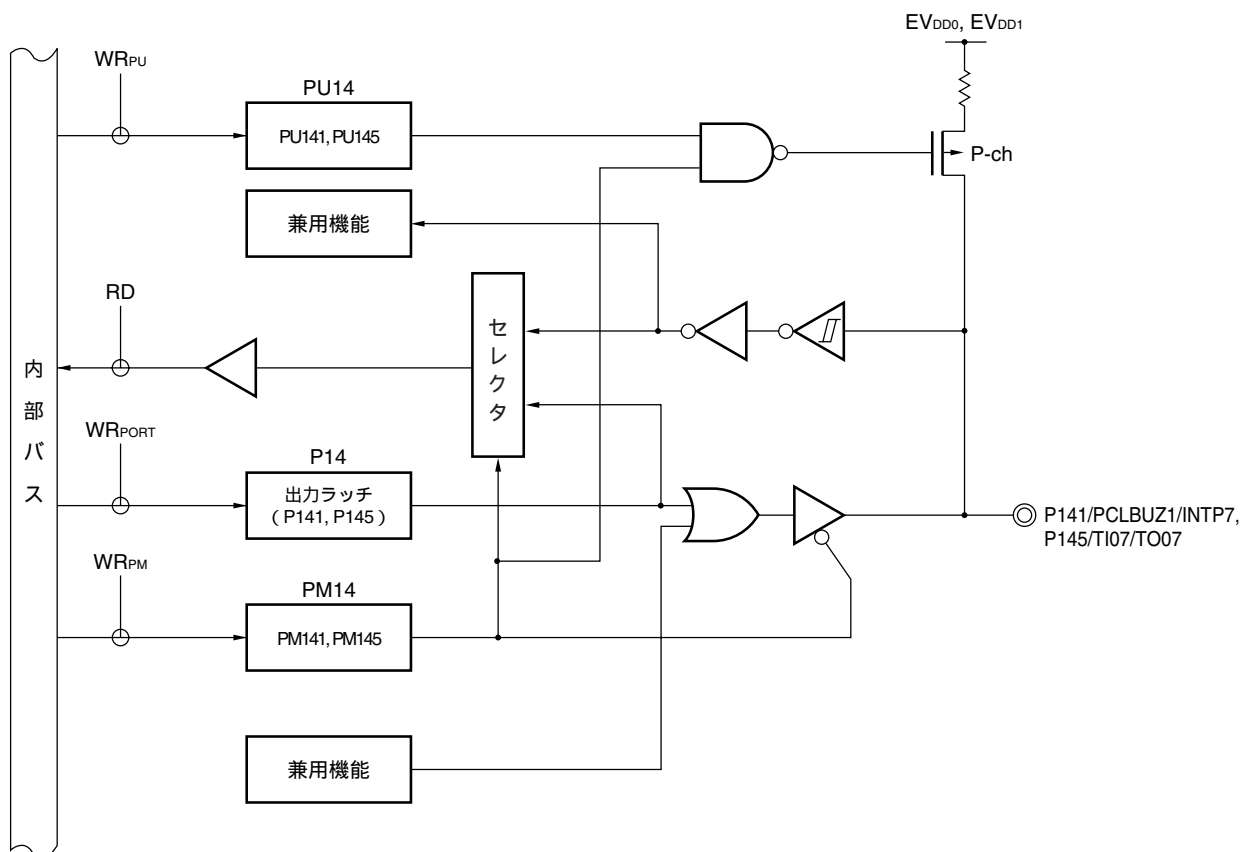 EVDD0, EVDD1
WRPU
PU14
PU141, PU145
P-ch
兼用機能
RD
セレクタ
内部バス
WRPORT
P14
出力ラッチ
(P141, P145)
P141/PCLBUZ1/INTP7,
P145/TI07/TO07
WRPM
PM14
PM141, PM145
兼用機能